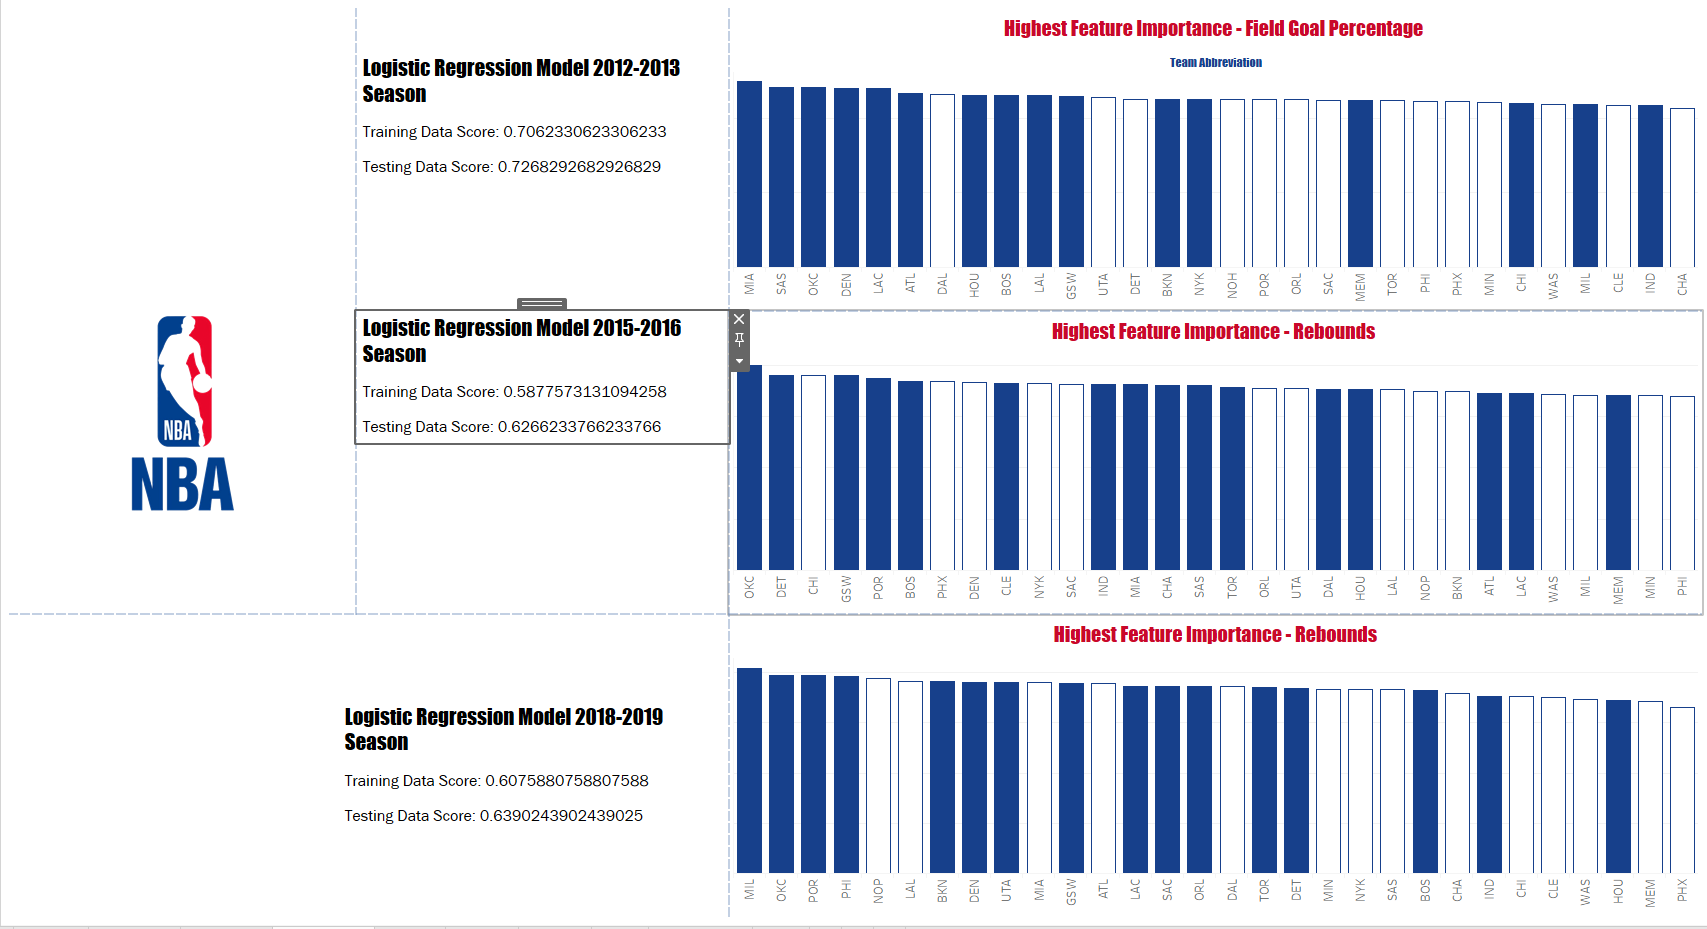 Highest Feature Importance - Field Goal Percentage
Team Abbreviation
Logistic Regression Model 2012-2013
Season
Training Data Score: 0.7062330623306233
Testing Data Score: 0.7268292682926829
MIA SAS OKC DEN LAC ATL DAL HOU BOS LAL GSW UTA DET BKN NYK NOH POR ORL SAC MEM TOR PHI PHX MIN CHI WAS MIL CLE IND CHA
Logistic Regression Model 2015-2016
Season
Training Data Score: 0.5877573131094258
Testing Data Score: 0.6266233766233766
Highest Feature Importance - Rebounds
OKC DET CHI GSW POR BOS PHX DEN CLE NYK SAC IND MIA CHA SAS TOR ORL UTA DAL HOU LAL NOP BKN ATL LAC WAS MIL MEM MIN PHI
NBA
NBA
Highest Feature Importance - Rebounds
Logistic Regression Model 2018-2019
Season
Training Data Score: 0.6075880758807588
Testing Data Score: 0.6390243902439025
MIL OKC POR PHI NOP LAL BKN DEN UTA MIA GSW ATL LAC SAC ORL DAL TOR DET MIN NYK SAS BOS CHA IND CHI CLE WAS HOU MEM PHX